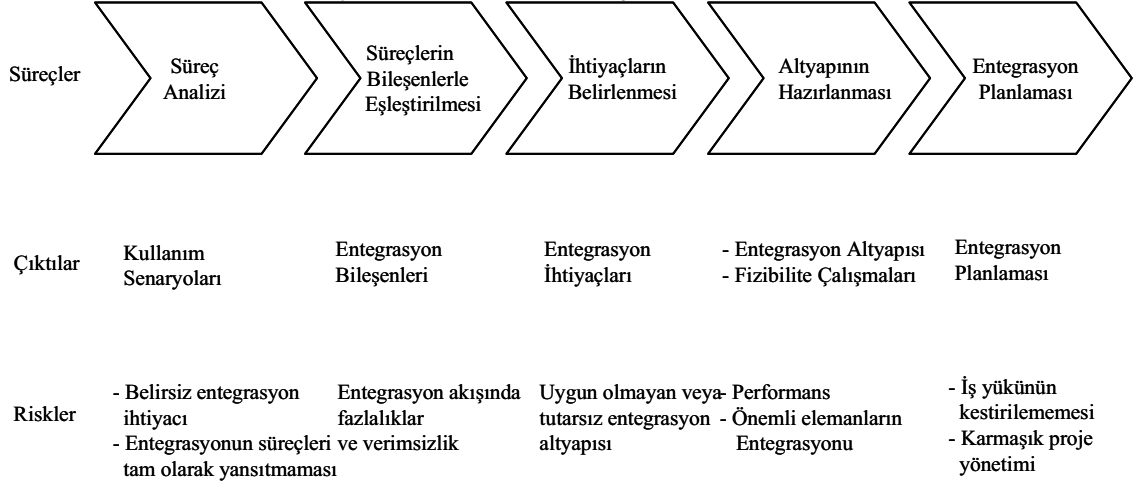 Süreçler
Süreç
Analizi
Süreçlerin
Bileşenlerle
Eşleştirilmesi
İhtiyaçların
Belirlenmesi
Altyapının
Hazırlanması
Entegrasyon
Planlaması
Çıktılar
Kullanım
Senaryoları
Entegrasyon
Bileşenleri
Entegrasyon
İhtiyaçları
- Entegrasyon Altyapısı
- Fizibilite Çalışmaları
Entegrasyon
Planlaması
Riskler
- Belirsiz entegrasyon
ihtiyacı
- Entegrasyonun süreçleri
tam olarak yansıtmaması
Entegrasyon akışında
fazlalıklar
ve verimsizlik
Uygun olmayan veya
tutarsız entegrasyon
altyapısı
- Performans
- Önemli elemanların
Entegrasyonu
- İş yükünün
kestirilememesi
- Karmaşık proje
yönetimi